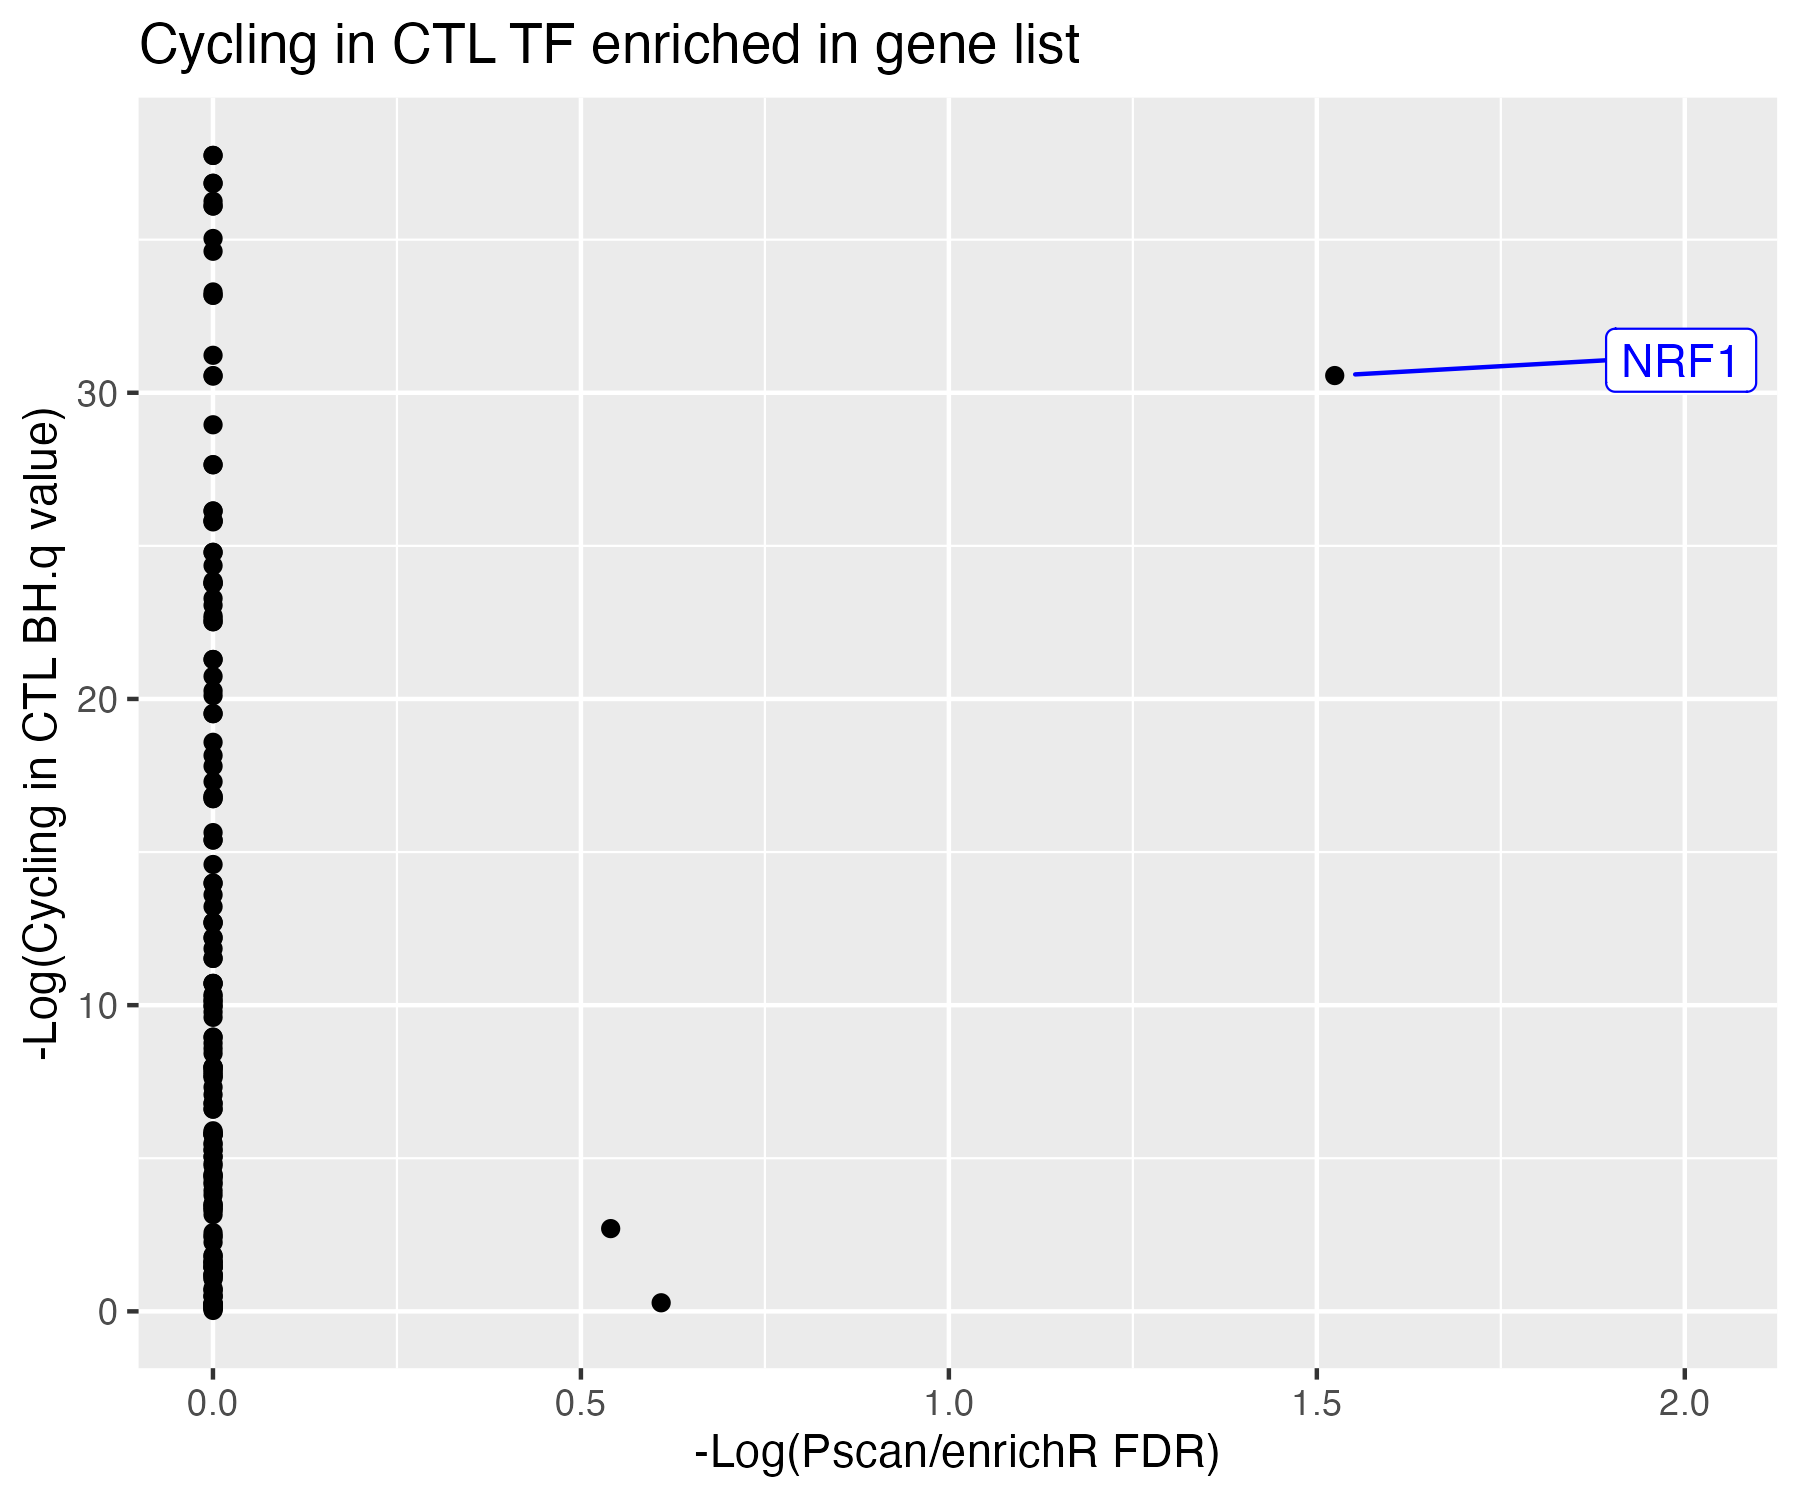 Cycling in CTL TF enriched in gene list
-Log(Cycling in CTL BH.q value)
30
20
10
0
NRF1
0.0 0.5 1.0 1.5 2.0
-Log(Pscan/enrichR FDR)